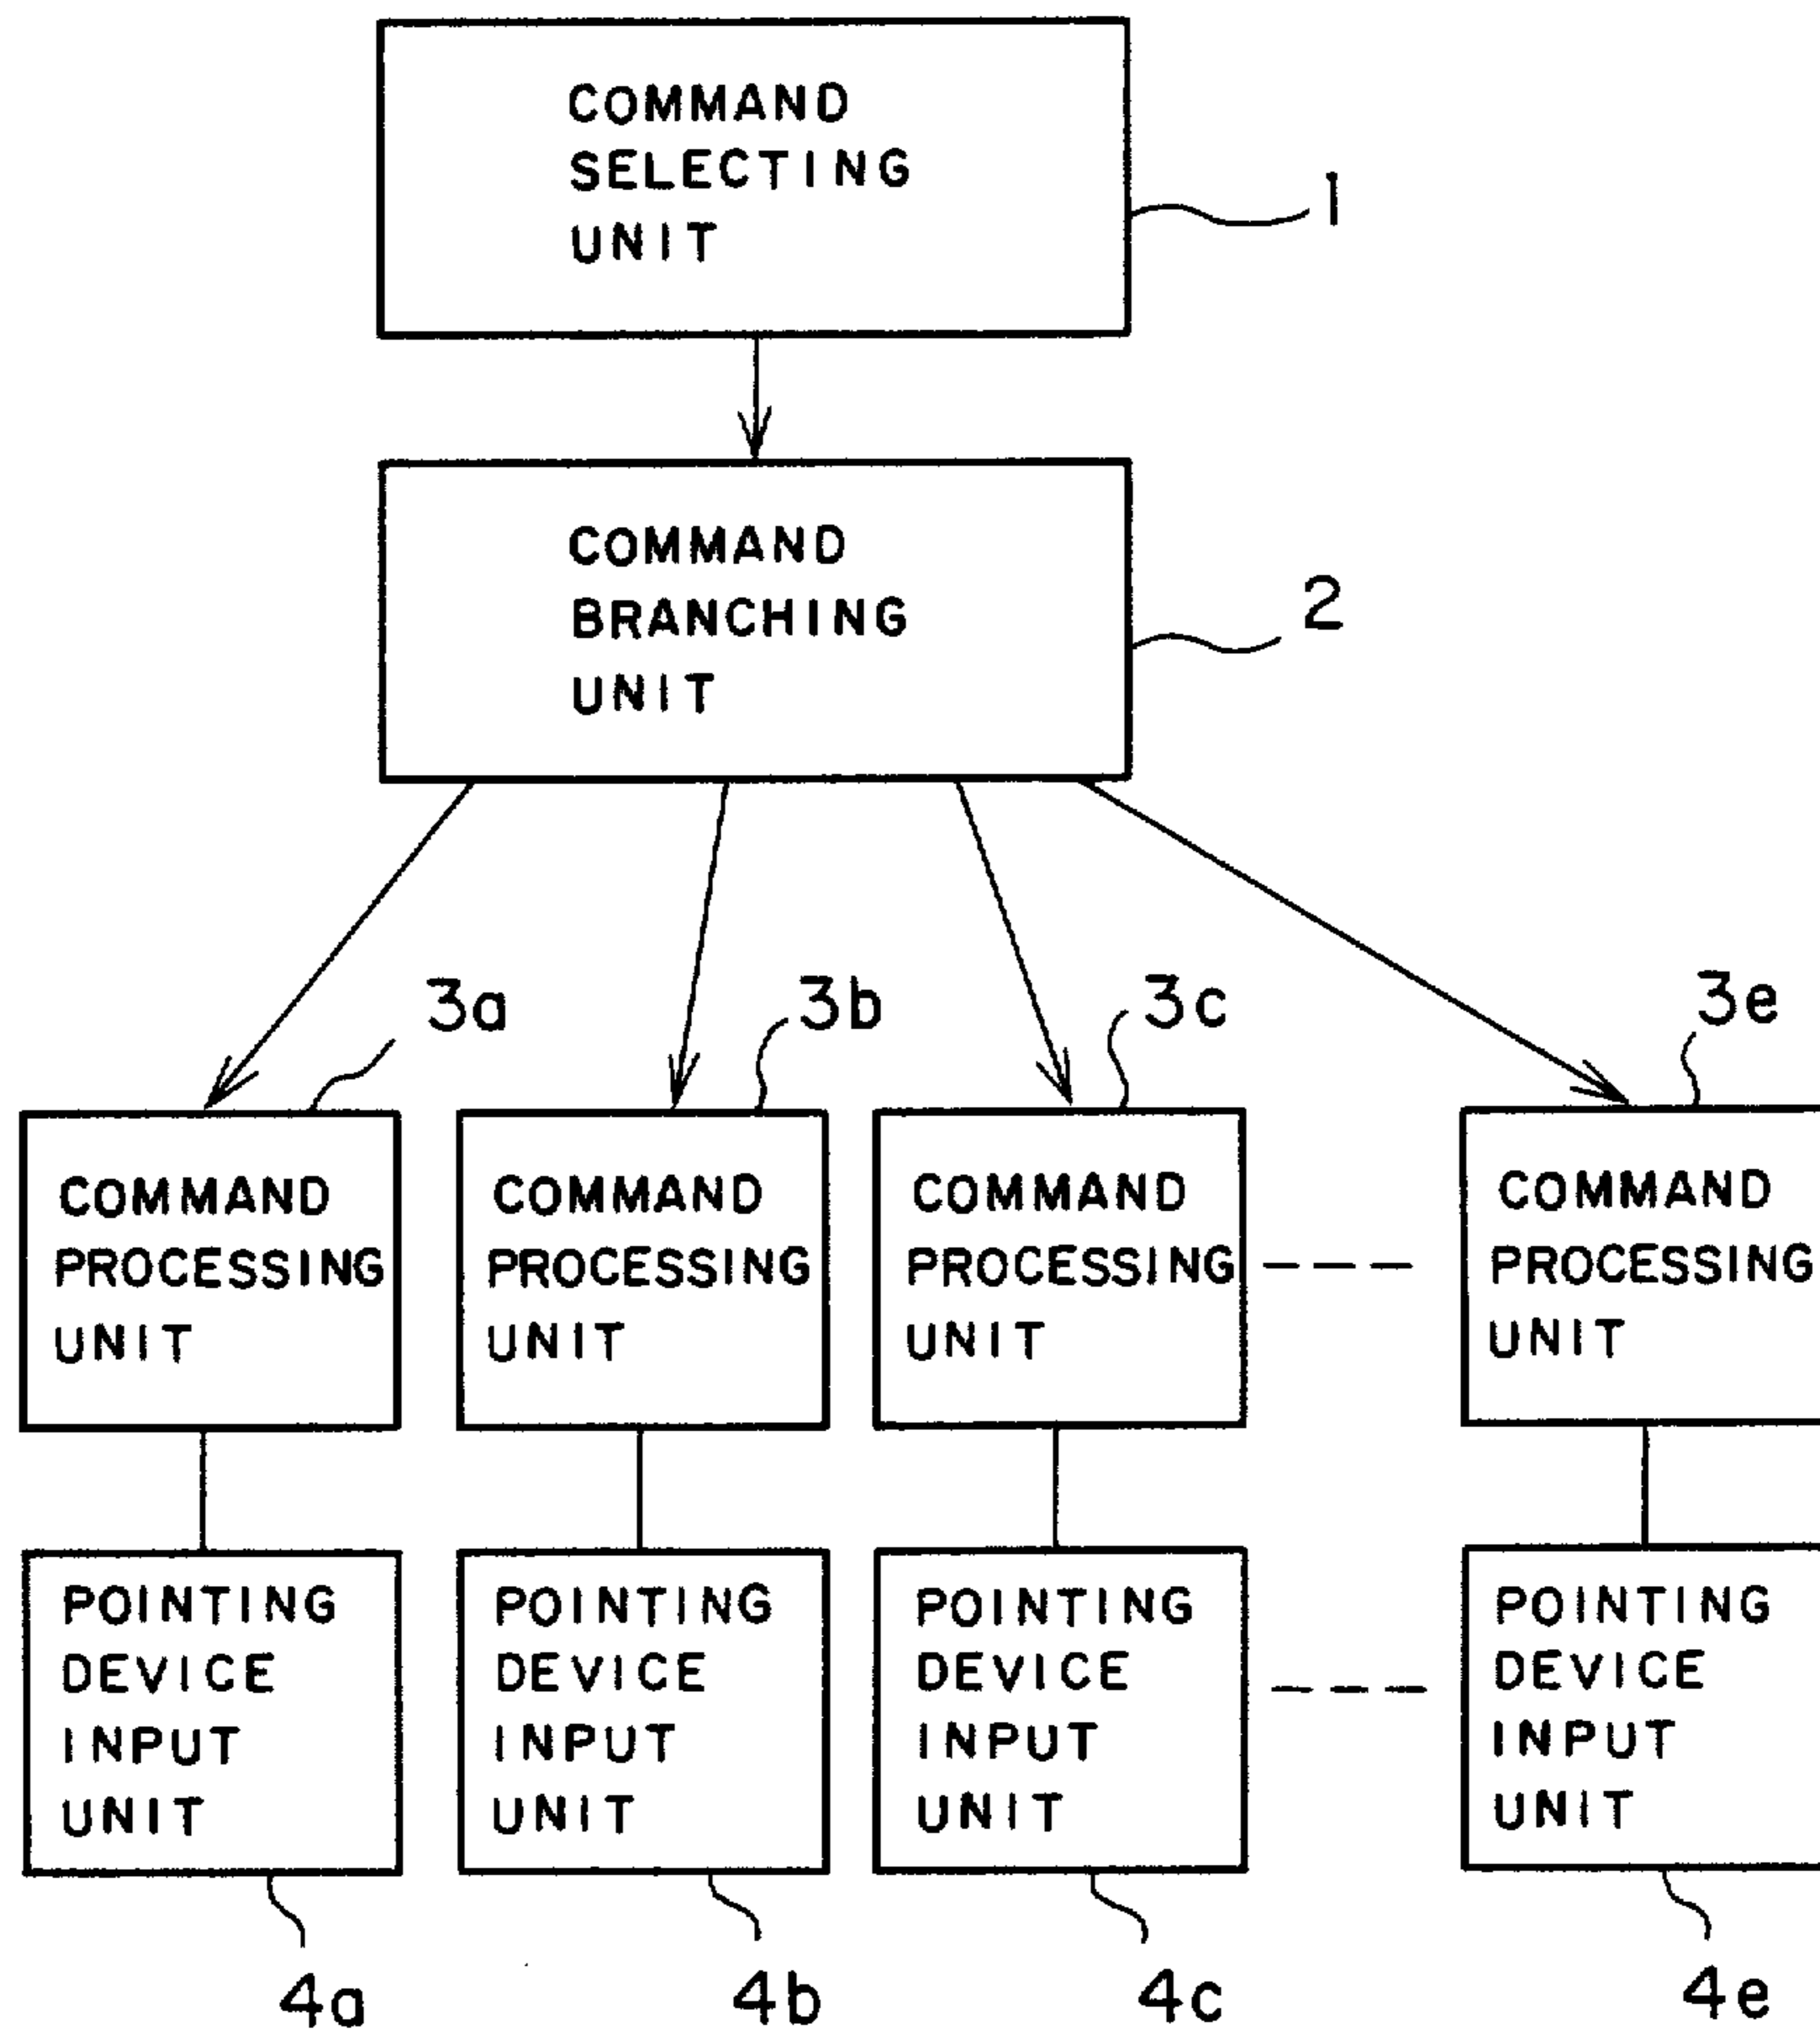 COMMAND
SELECTING
UNIT
1
COMMAND
BRANCHING
UNIT
2
3a
3b
3c
3e
COMMAND
PROCESSING
UNIT
COMMAND
PROCESSING
UNIT
COMMAND
PROCESSING
UNIT
COMMAND
PROCESSING
UNIT
POINTING
DEVICE
INPUT
UNIT
POINTING
DEVICE
INPUT
UNIT
POINTING
DEVICE
INPUT
UNIT
POINTING
DEVICE
INPUT
UNIT
4a
4b
4c
4e